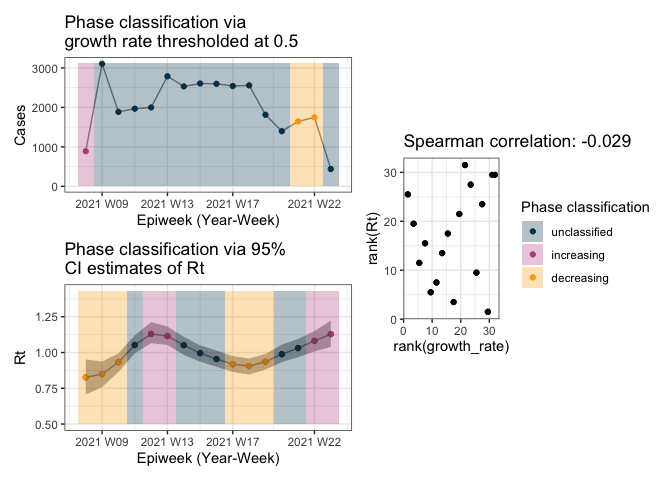 Phase classification via
growth rate thresholded at 0.5
3000
2000
1000
0
Cases
2021 W09
2021 W13
2021 W17
2021 W22
Epiweek (Year-Week)
Phase classification via 95%
CI estimates of Rt
1.25
1.00
0.75
0.50
Rt
2021 W09
2021 W13
2021 W17
2021 W22
Epiweek (Year-Week)
Spearman correlation: -0.029
30
20
10
0
rank(Rt)
0
10
20
30
rank(growth_rate)
Phase classification
unclassified
increasing
decreasing